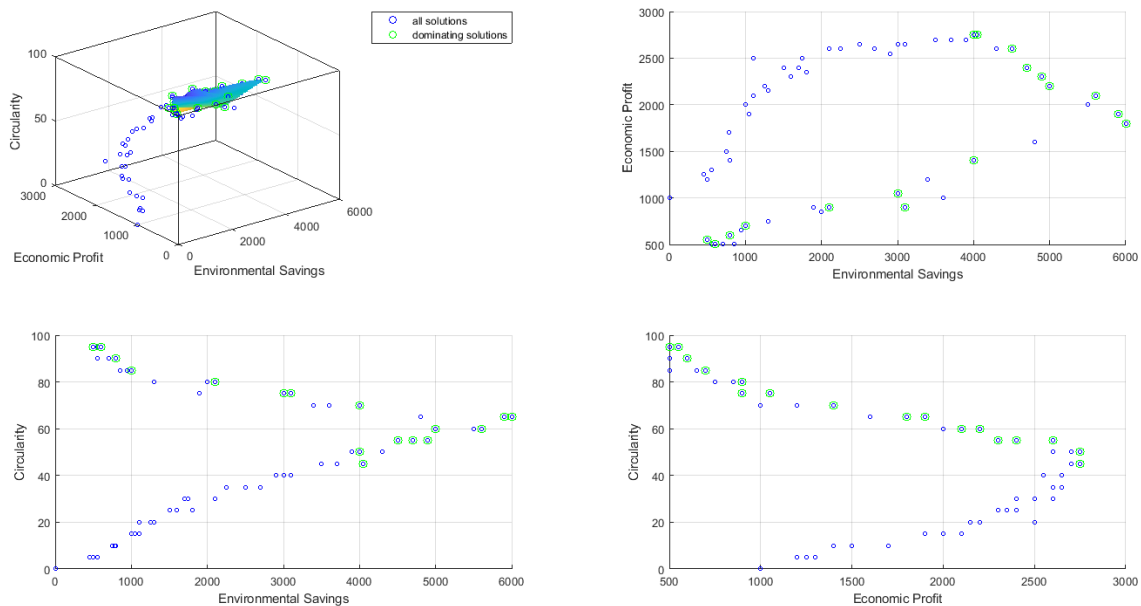 all solutions
dominating solutions
100
50
0
Circularity
3000
2000
1000
0
Economic Profit
0
2000
4000
6000
Environmental Savings
3000
2500
2000
1500
1000
500
Economic Profit
0 1000 2000 3000 4000 5000 6000
Environmental Savings
100
80
60
40
20
0
Circularity
0 1000 2000 3000 4000 5000 6000
Environmental Savings
100
80
60
40
20
0
Circularity
500 1000 1500 2000 2500 3000
Economic Profit